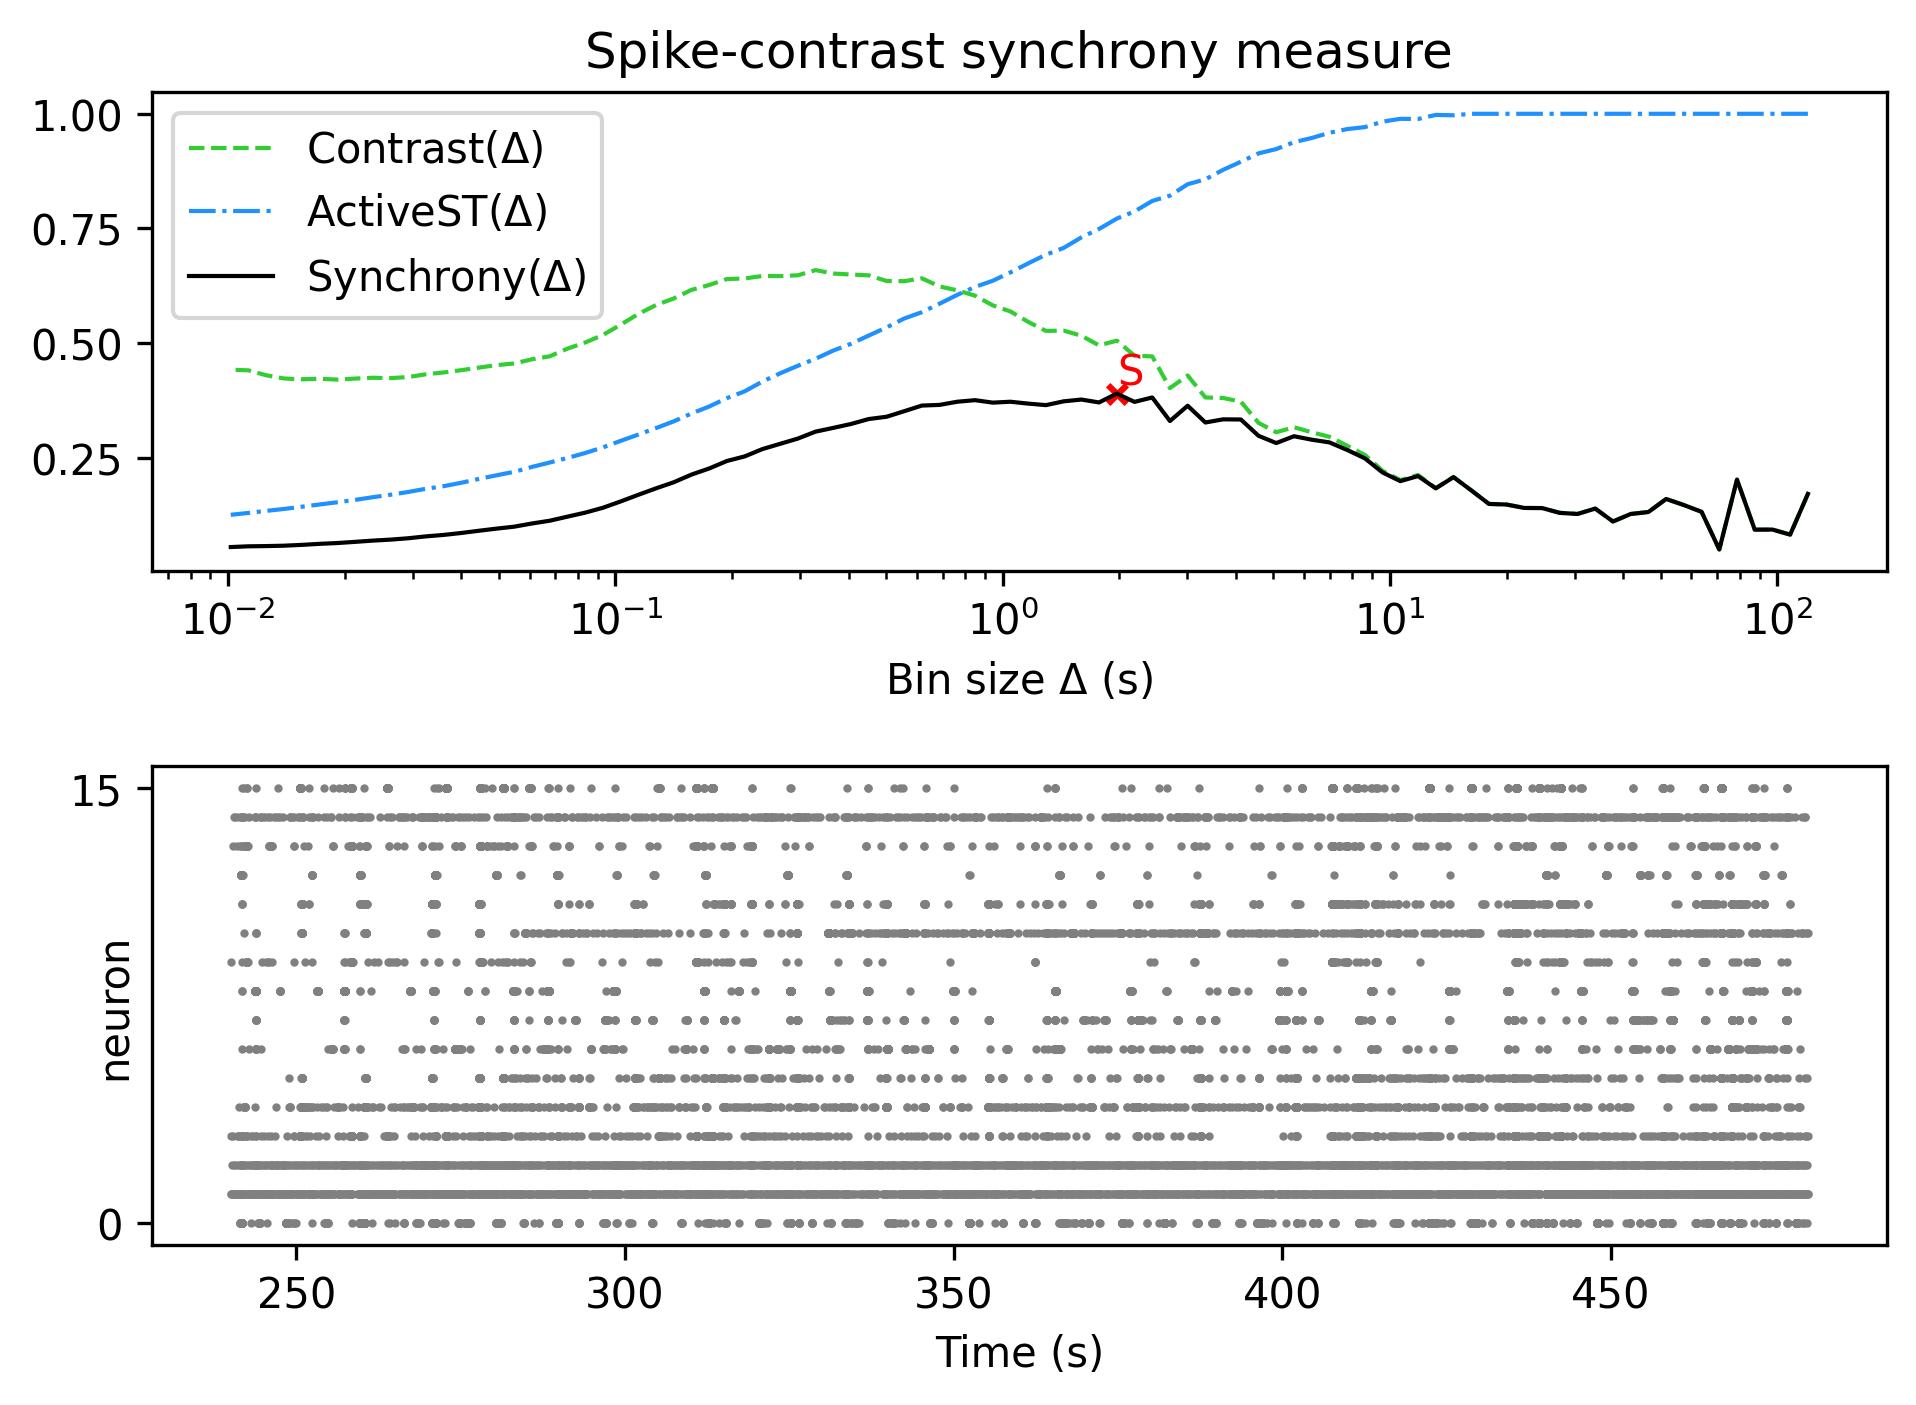 Spike-contrast synchrony measure
1.00
0.75
0.50
0.25
Contrast(Δ)
ActiveST(Δ)
Synchrony(Δ)
S
10⁻² 10⁻¹ 10⁰ 10¹ 10²
Bin size Δ (s)
15
0
neuron
250 300 350 400 450
Time (s)